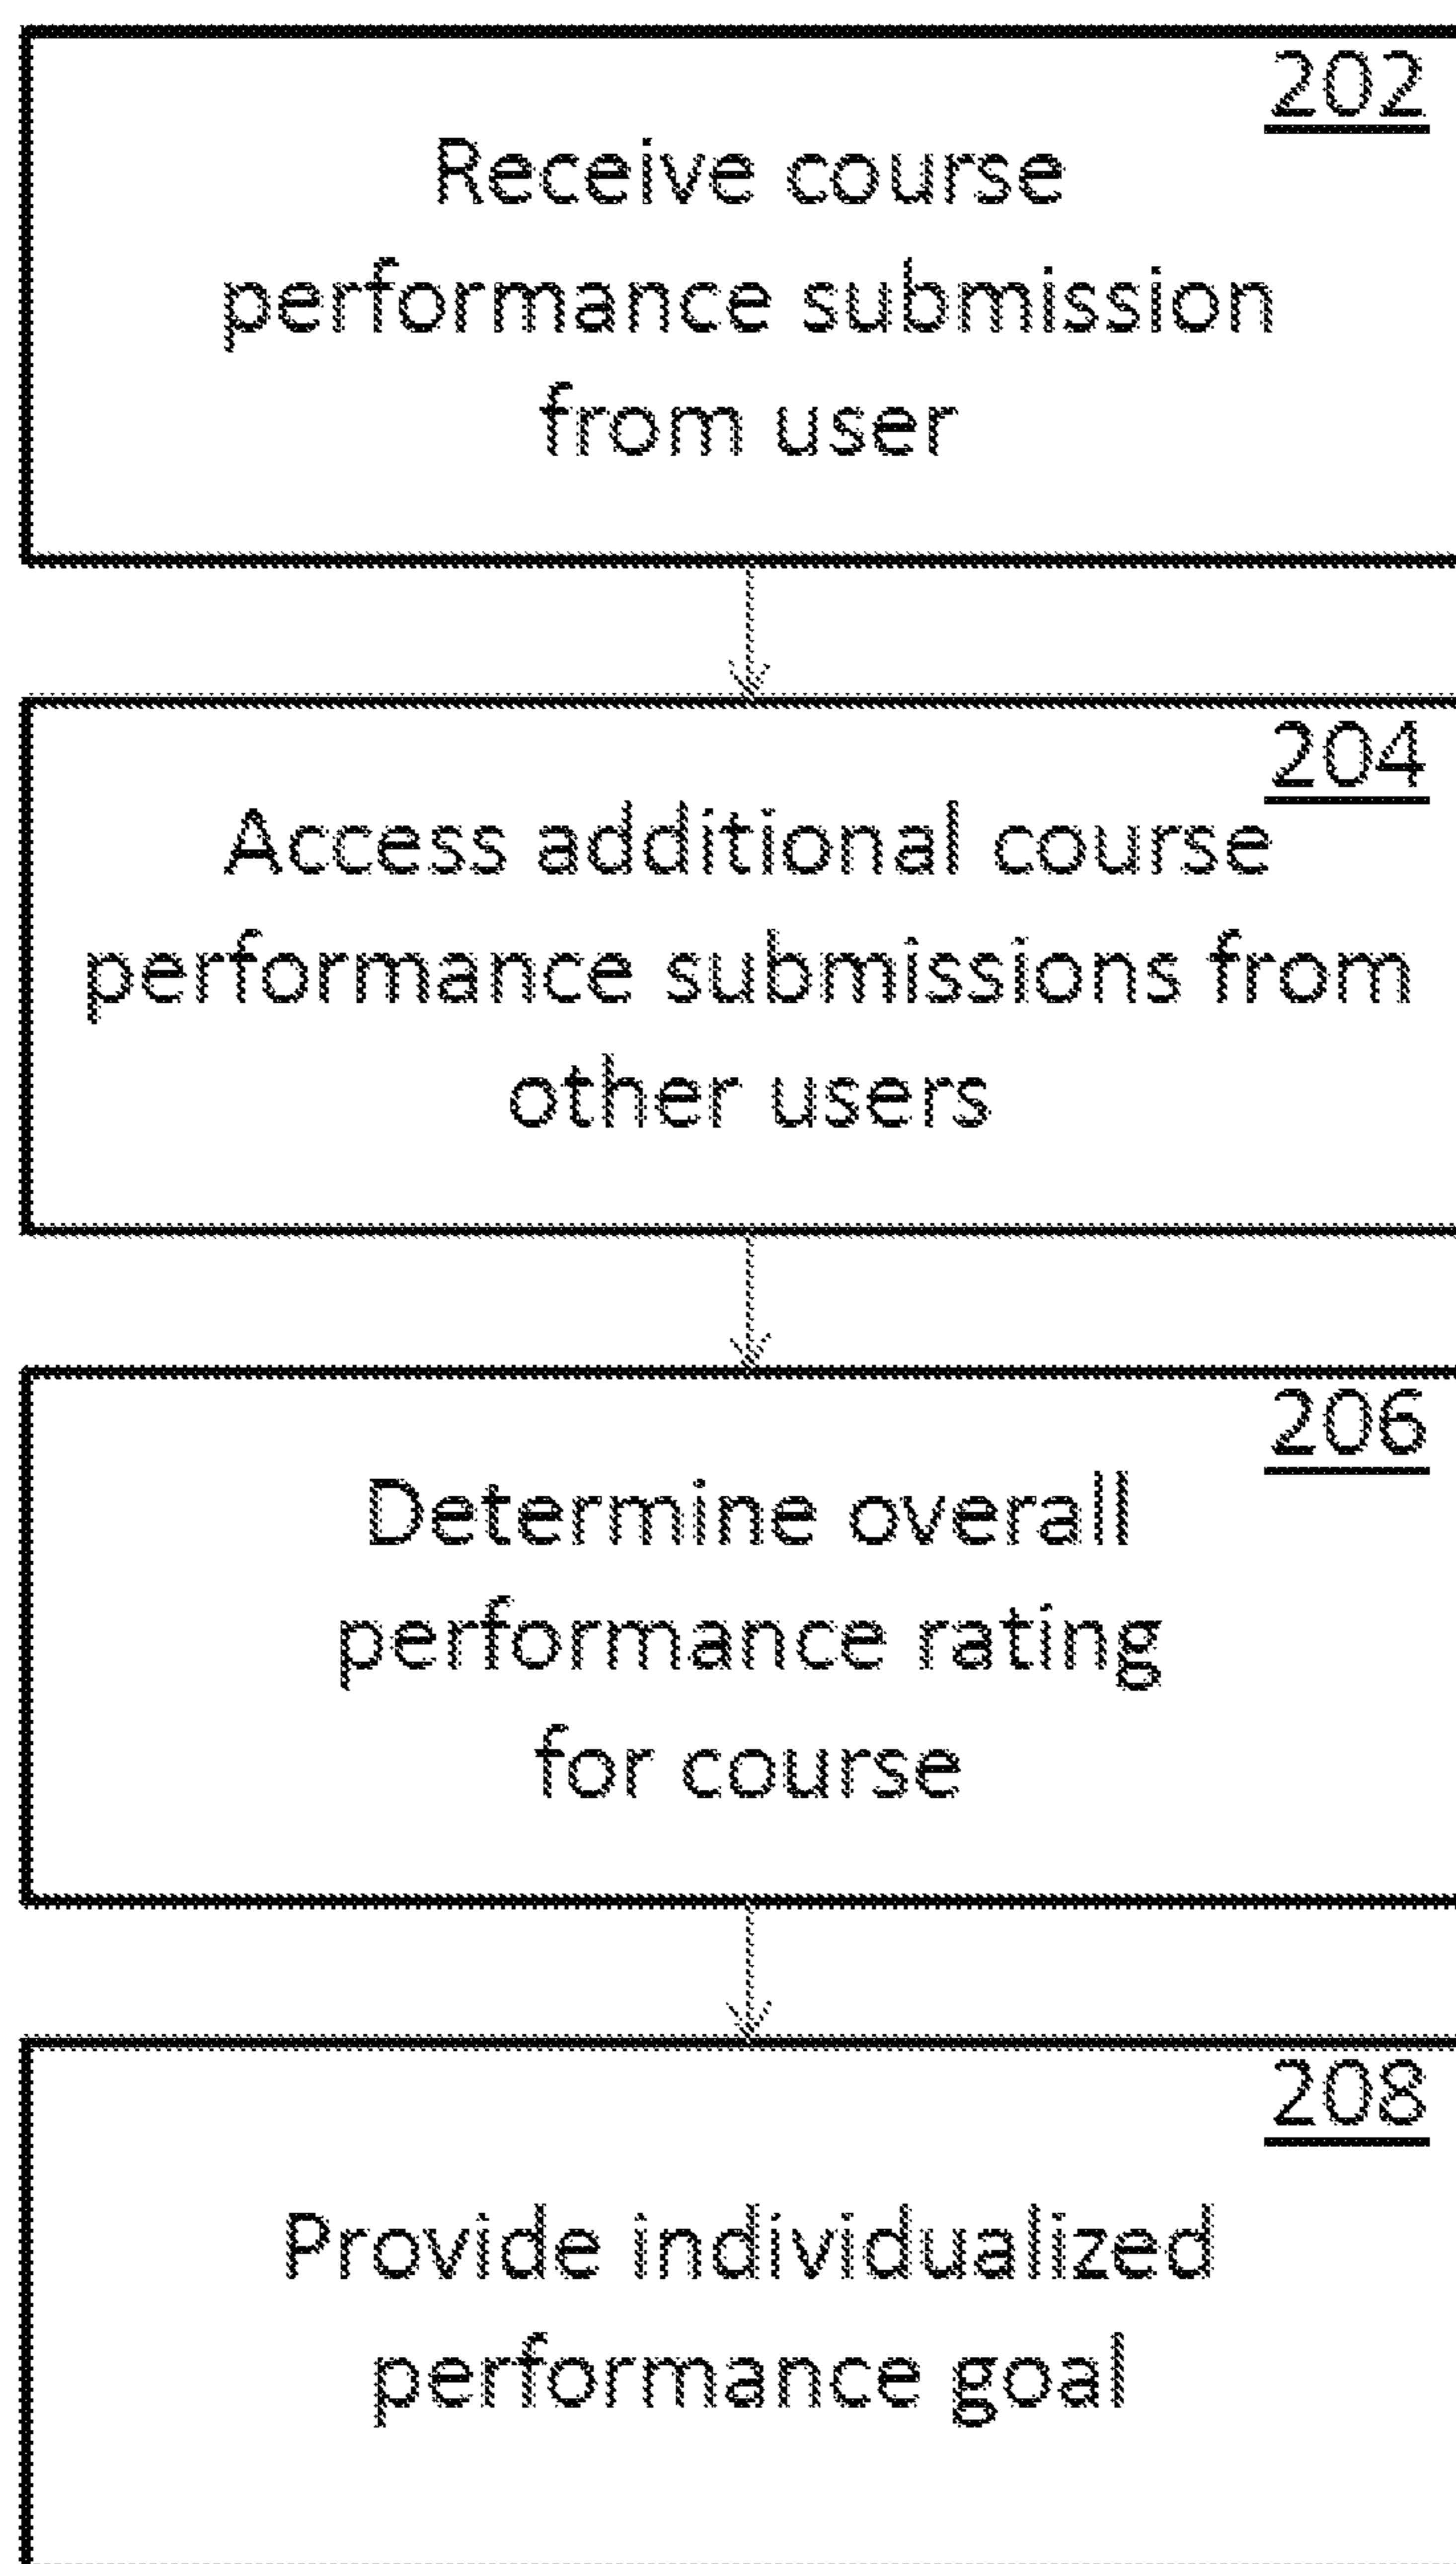 202
Receive course
performance submission
from user
204
Access additional course
performance submissions from
other users
206
Determine overall
performance rating
for course
208
Provide individualized
performance goal